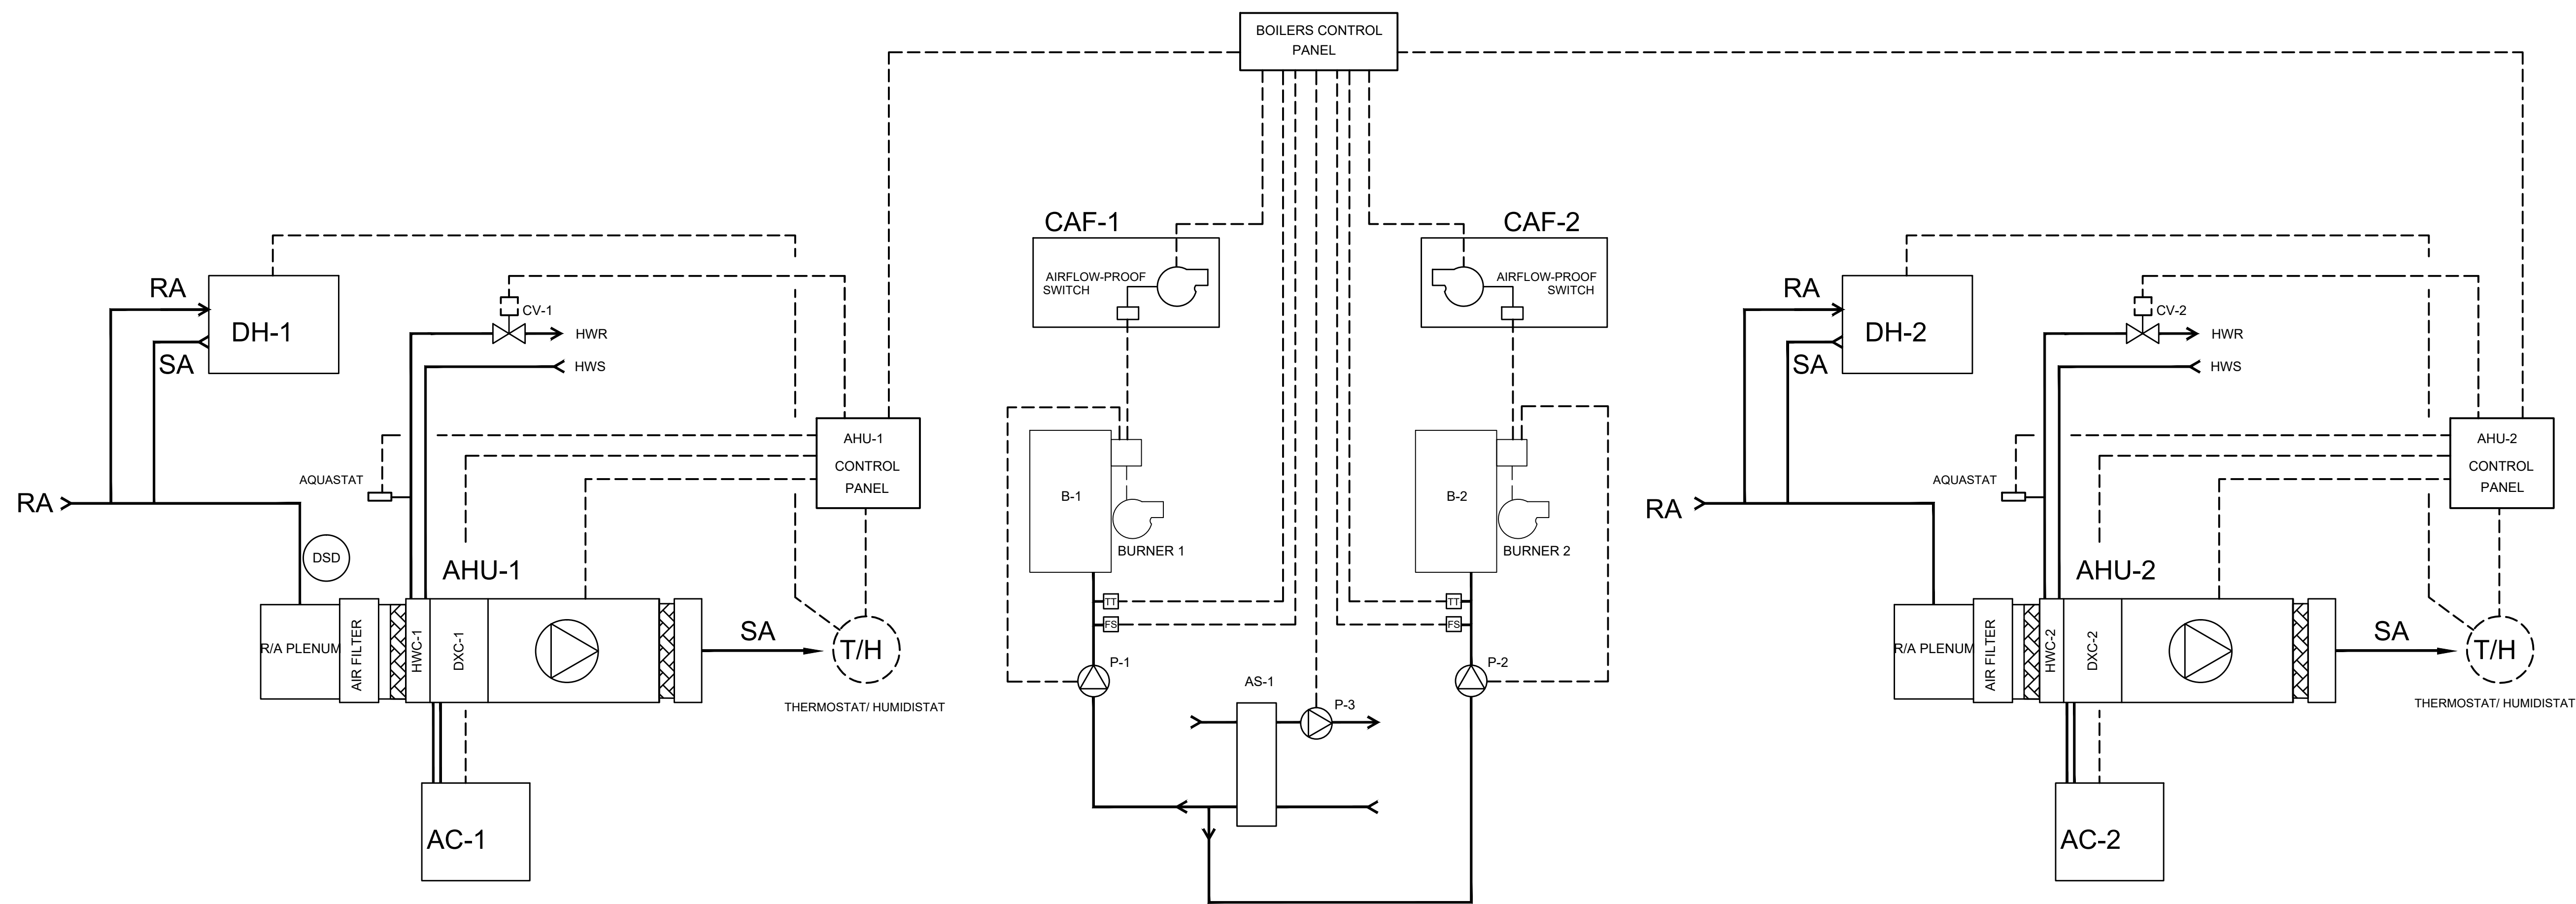 BOILERS CONTROL
PANEL
CAF-1
CAF-2
AIRFLOW-PROOF
SWITCH
AIRFLOW-PROOF
SWITCH
RA
DH-1
SA
CV-1
HWR
HWS
AHU-1
CONTROL
PANEL
AQUASTAT
RA
DSD
AHU-1
R/A PLENUM
AIR FILTER
HWC-1
DXC-1
SA
T/H
THERMOSTAT/ HUMIDISTAT
AC-1
B-1
BURNER 1
TT
FS
P-1
AS-1
P-3
B-2
BURNER 2
TT
FS
P-2
RA
DH-2
SA
CV-2
HWR
HWS
AHU-2
CONTROL
PANEL
AQUASTAT
RA
AHU-2
R/A PLENUM
AIR FILTER
HWC-2
DXC-2
SA
T/H
THERMOSTAT/ HUMIDISTAT
AC-2